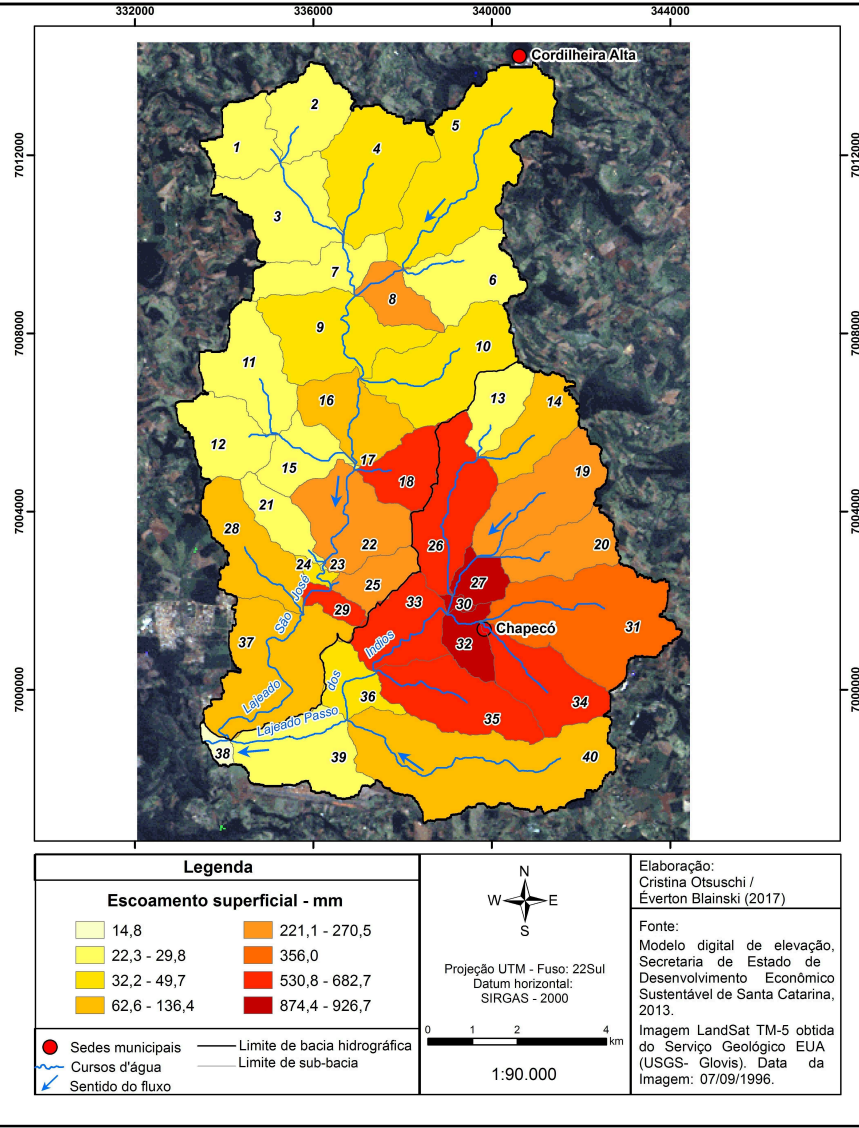 332000
336000
340000
344000
Cordilheira Alta
2
5
1
4
7012000
7012000
3
7
6
8
9
7008000
7008000
10
11
13
14
16
12
17
15
19
18
21
7004000
7004000
28
22
26
20
24
23
27
25
São José
29
33
30
31
Chapecó
37
Indios
32
dos
7000000
7000000
Lajeado
36
34
35
Lajeado Passo
38
39
40
Legenda
Escoamento superficial - mm
14,8
22,3 - 29,8
32,2 - 49,7
62,6 - 136,4
221,1 - 270,5
356,0
530,8 - 682,7
874,4 - 926,7
Sedes municipais
Cursos d'água
Sentido do fluxo
Limite de bacia hidrográfica
Limite de sub-bacia
N
W E
S
Projeção UTM - Fuso: 22Sul
Datum horizontal:
SIRGAS - 2000
0 1 2 4
km
1:90.000
Elaboração:
Cristina Otsuschi /
Éverton Blainski (2017)
Fonte:
Modelo digital de elevação,
Secretaria de Estado de
Desenvolvimento Econômico
Sustentável de Santa Catarina,
2013.
Imagem LandSat TM-5 obtida
do Serviço Geológico EUA
(USGS- Glovis). Data da
Imagem: 07/09/1996.